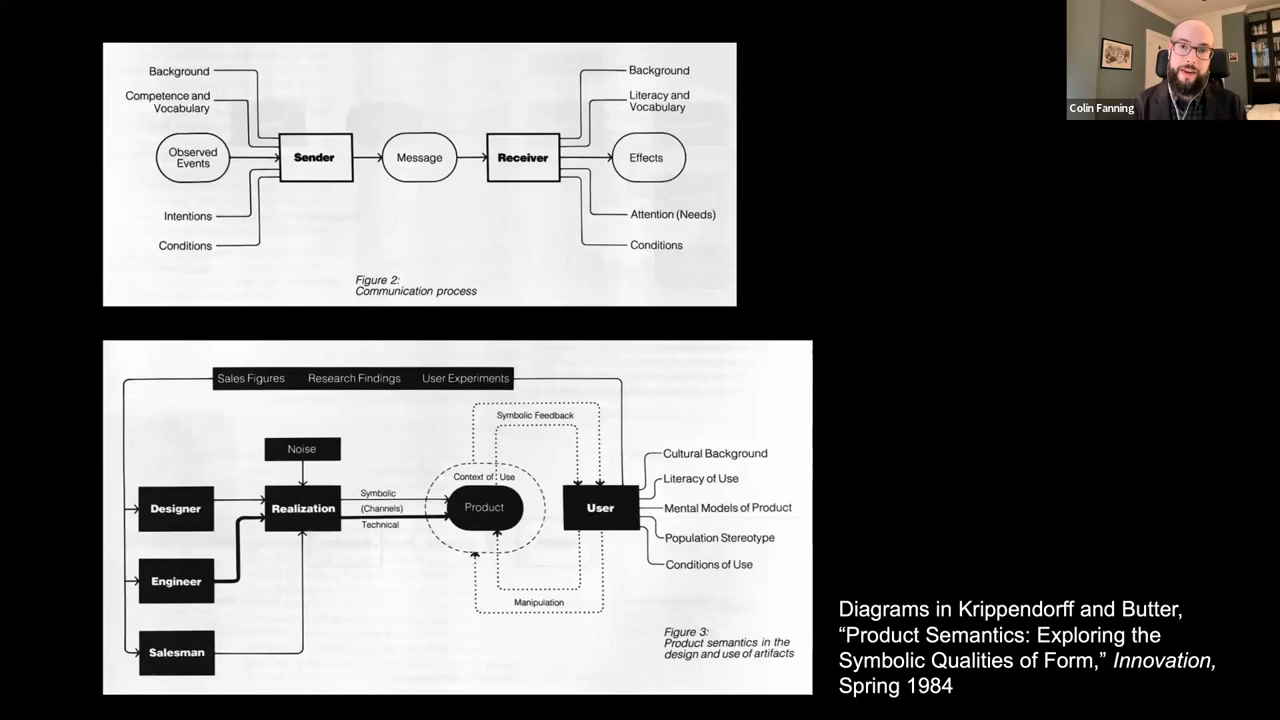 Colin Fanning
Background
Competence and
Vocabulary
Observed
Events
Intentions
Conditions
Sender
Message
Receiver
Background
Literacy and
Vocabulary
Effects
Attention (Needs)
Conditions
Figure 2:
Communication process
Sales Figures Research Findings User Experiments
Symbolic Feedback
Noise
Designer
Engineer
Salesman
Realization
Symbolic
(Channels)
Technical
Context of Use
Product
User
Manipulation
Cultural Background
Literacy of Use
Mental Models of Product
Population Stereotype
Conditions of Use
Figure 3:
Product semantics in the
design and use of artifacts
Diagrams in Krippendorff and Butter,
“Product Semantics: Exploring the
Symbolic Qualities of Form,” Innovation,
Spring 1984